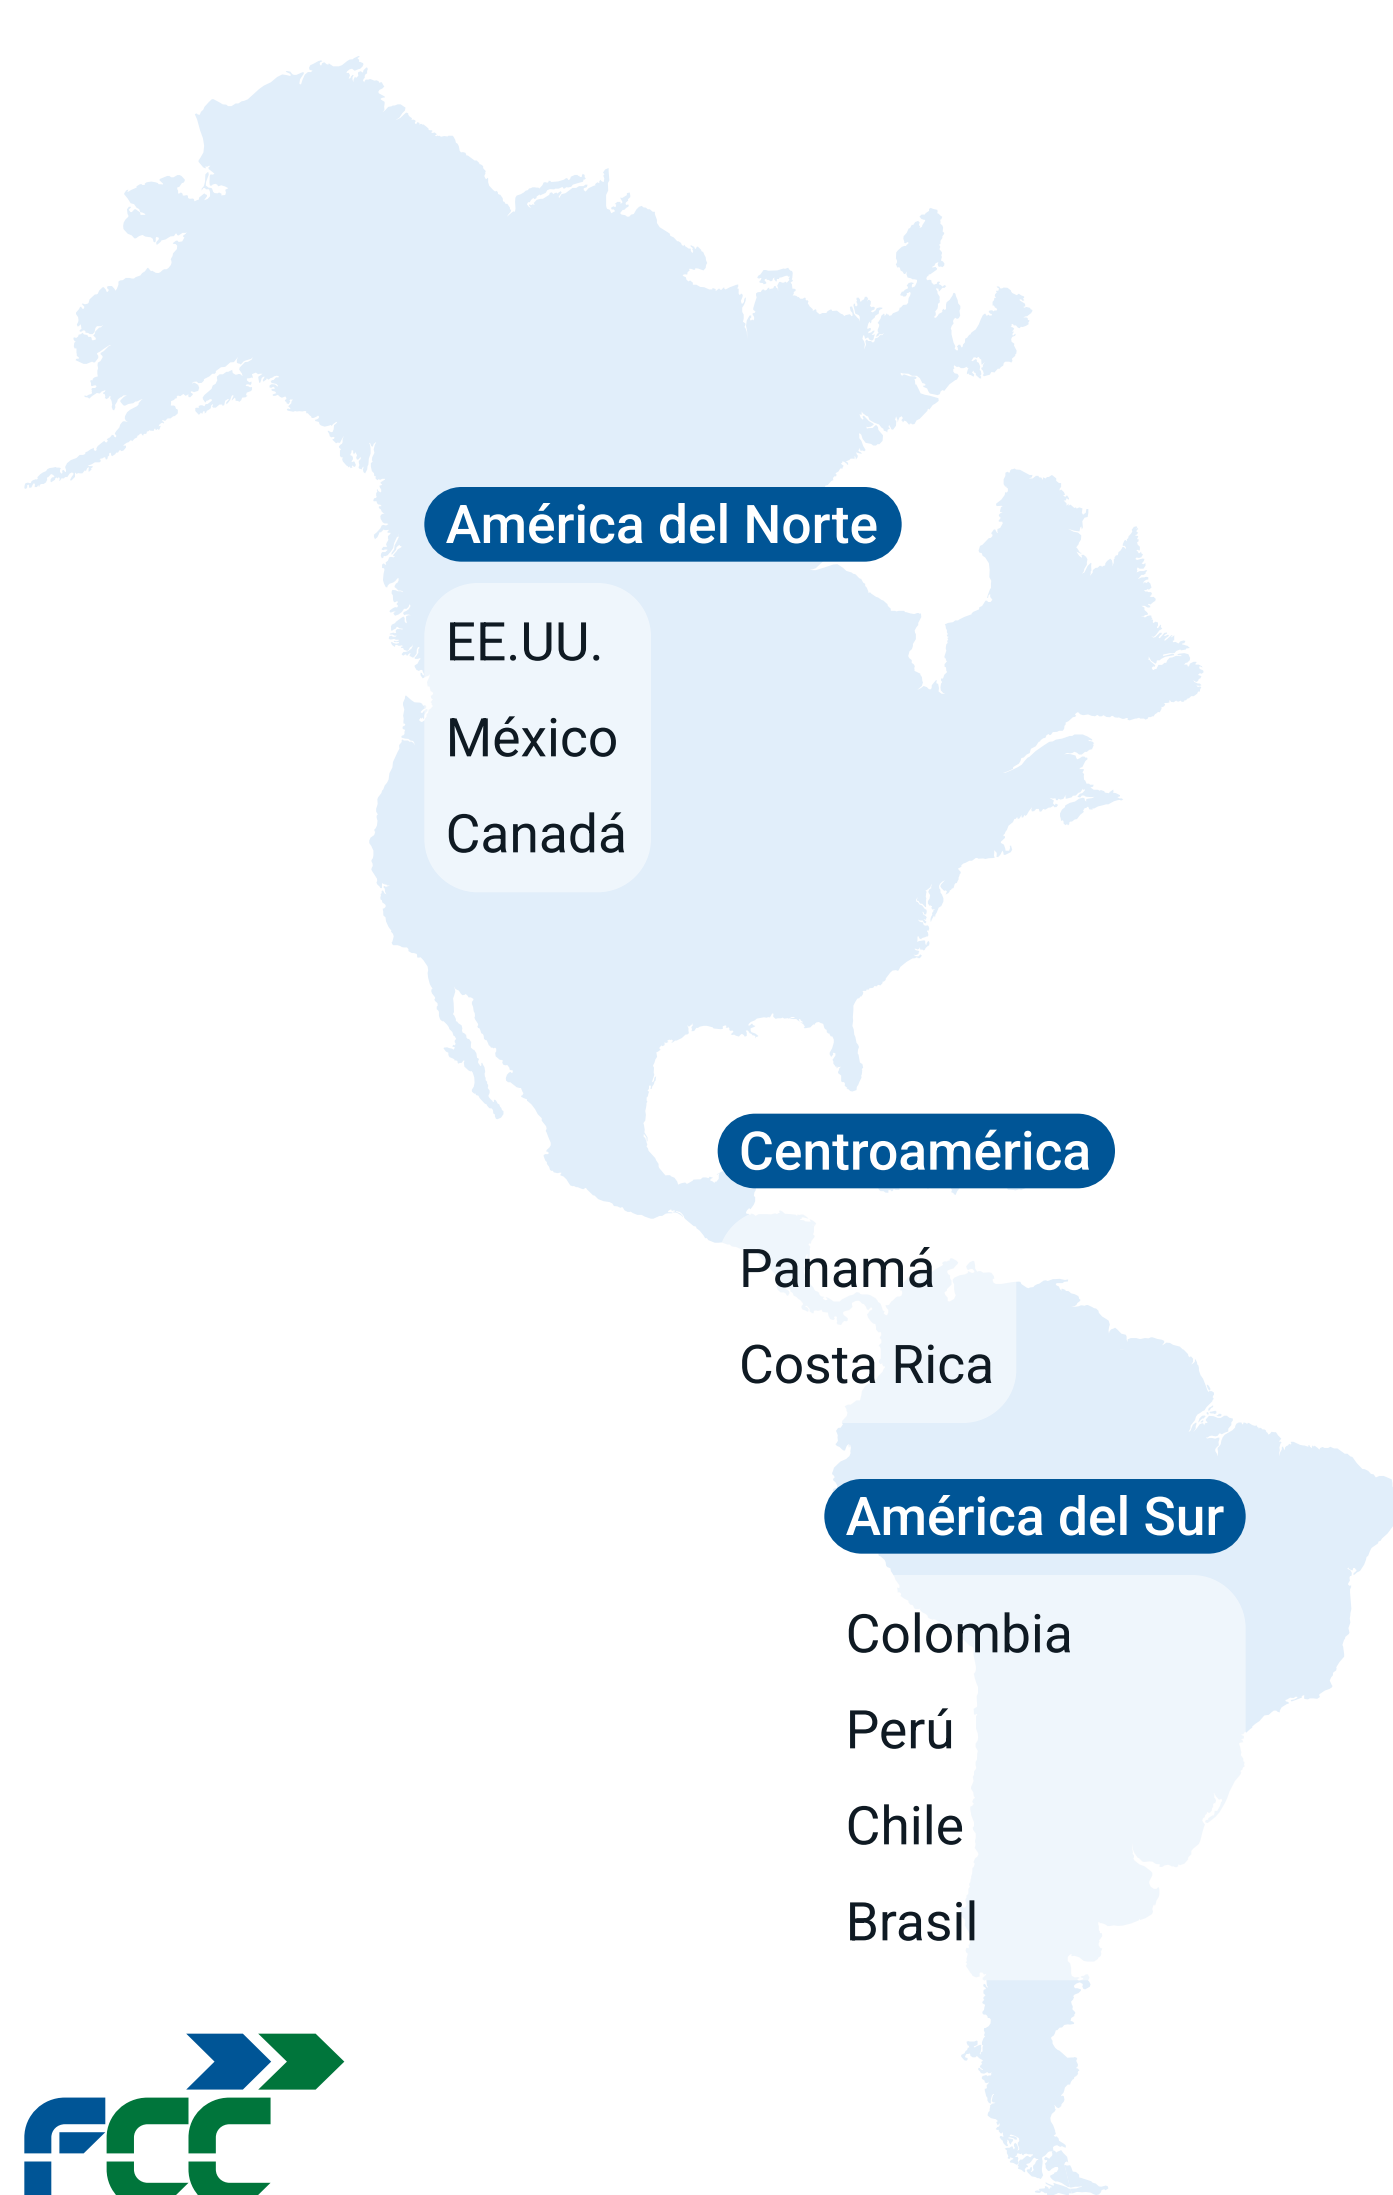 América del Norte
EE.UU.
México
Canadá
Centroamérica
Panamá
Costa Rica
América del Sur
Colombia
Perú
Chile
Brasil
FCC